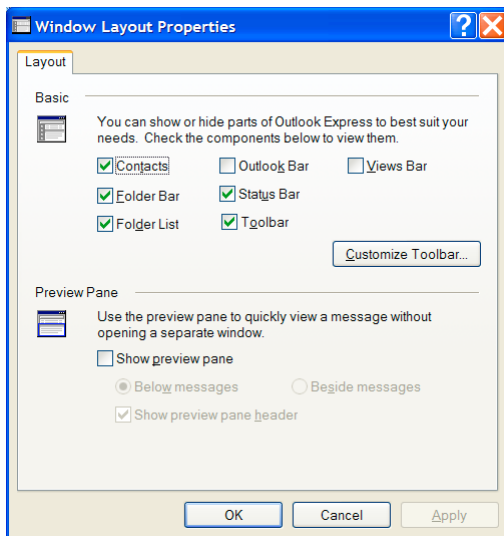 Window Layout Properties
Layout
Basic
You can show or hide parts of Outlook Express to best suit your
needs. Check the components below to view them.
Contacts Outlook Bar Views Bar
Folder Bar Status Bar
Folder List Toolbar
Customize Toolbar...
Preview Pane
Use the preview pane to quickly view a message without
opening a separate window.
Show preview pane
Below messages Beside messages
Show preview pane header
OK Cancel Apply